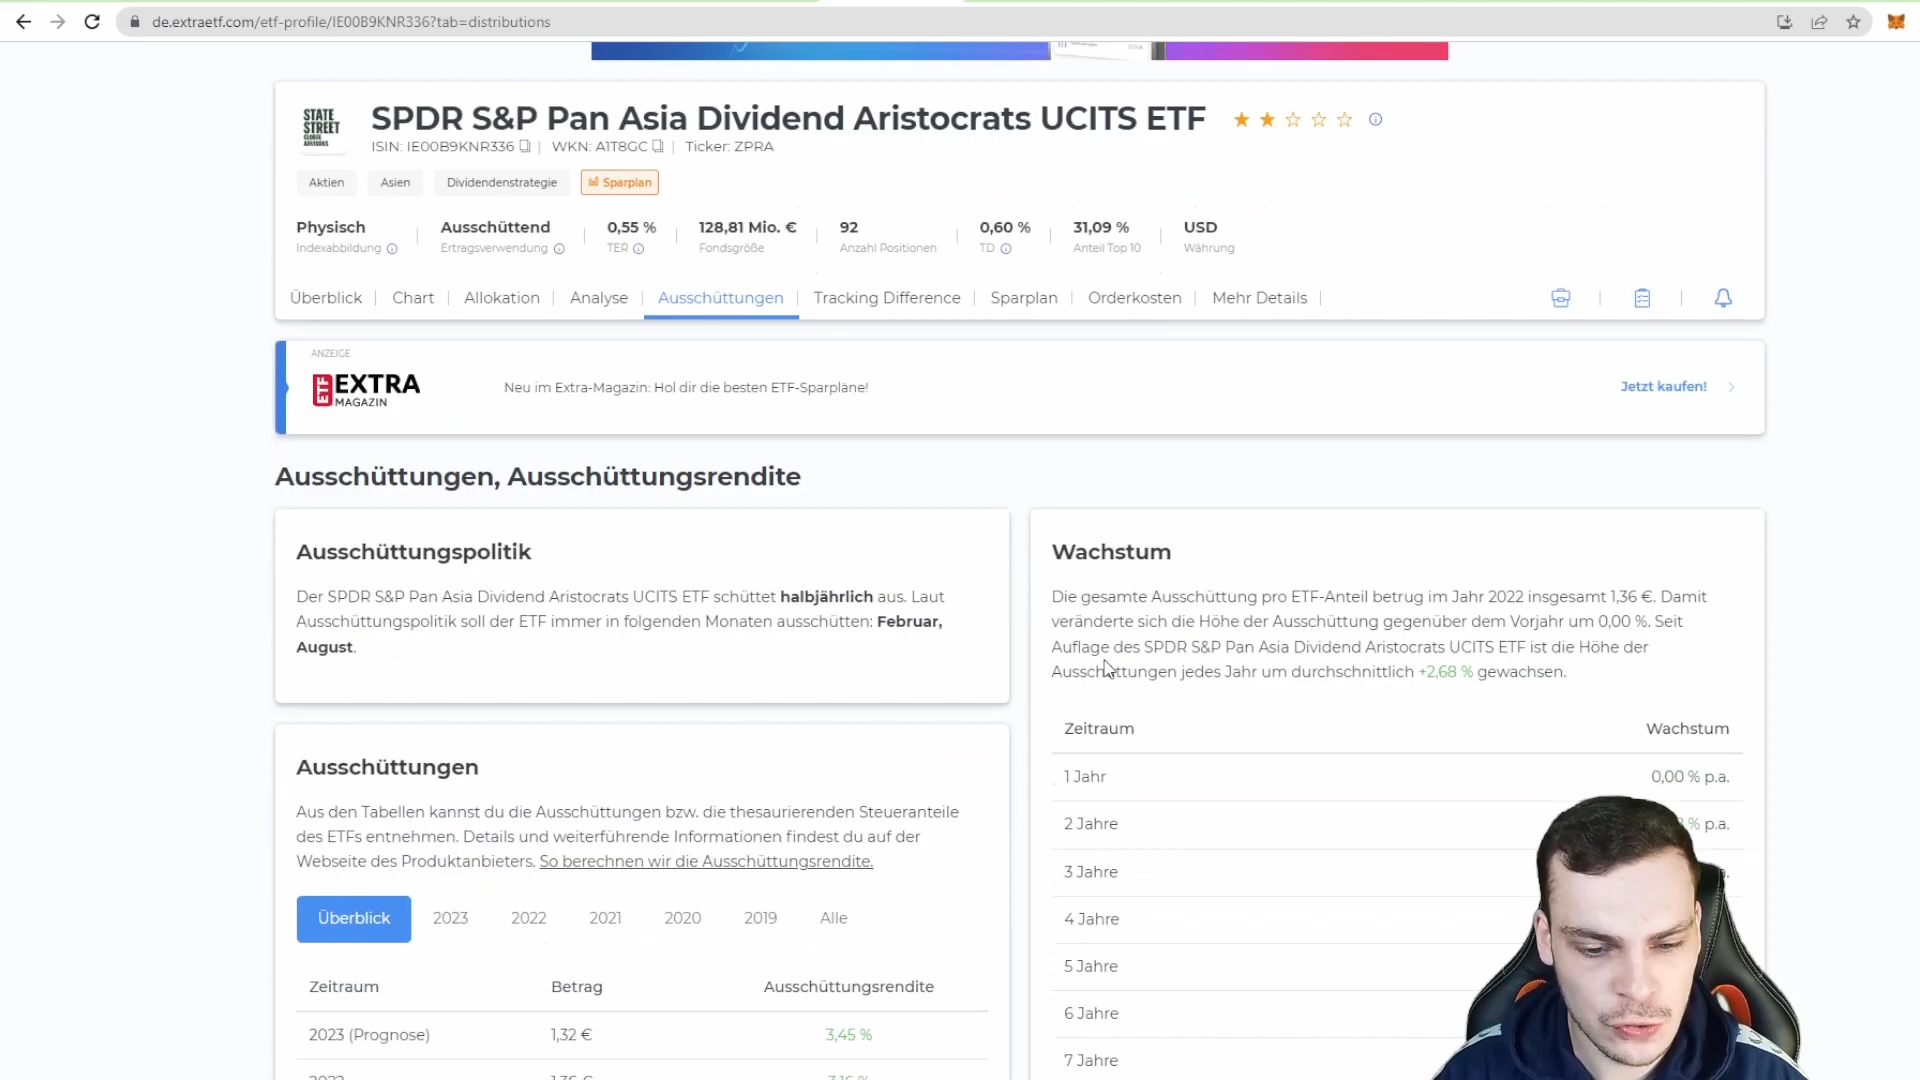 de.extraetf.com/etf-profile/IE00B9KNR336?tab=distributions
STATE STREET GLOBAL ADVISORS
SPDR S&P Pan Asia Dividend Aristocrats UCITS ETF
ISIN: IE00B9KNR336 | WKN: A1T8GC | Ticker: ZPRA
Aktien Asien Dividendenstrategie Sparplan
Physisch Ausschüttend 0,55 % 128,81 Mio. € 92 0,60 % 31,09 % USD
Indexabbildung Ertragsverwendung TER Fondsgröße Anzahl Positionen TD Anteil Top 10 Währung
Überblick | Chart | Allokation | Analyse | Ausschüttungen | Tracking Difference | Sparplan | Orderkosten | Mehr Details |
ANZEIGE
ETF EXTRA MAGAZIN
Neu im Extra-Magazin: Hol dir die besten ETF-Sparpläne!
Jetzt kaufen!
Ausschüttungen, Ausschüttungsrendite
Ausschüttungspolitik
Der SPDR S&P Pan Asia Dividend Aristocrats UCITS ETF schüttet halbjährlich aus. Laut
Ausschüttungspolitik soll der ETF immer in folgenden Monaten ausschütten: Februar,
August.
Ausschüttungen
Aus den Tabellen kannst du die Ausschüttungen bzw. die thesaurierenden Steueranteile
des ETFs entnehmen. Details und weiterführende Informationen findest du auf der
Webseite des Produktanbieters. So berechnen wir die Ausschüttungsrendite.
Überblick 2023 2022 2021 2020 2019 Alle
Zeitraum Betrag Ausschüttungsrendite
2023 (Prognose) 1,32 € 3,45 %
2022 1,36 € 3,16 %
Wachstum
Die gesamte Ausschüttung pro ETF-Anteil betrug im Jahr 2022 insgesamt 1,36 €. Damit
veränderte sich die Höhe der Ausschüttung gegenüber dem Vorjahr um 0,00 %. Seit
Auflage des SPDR S&P Pan Asia Dividend Aristocrats UCITS ETF ist die Höhe der
Ausschüttungen jedes Jahr um durchschnittlich +2,68 % gewachsen.
Zeitraum Wachstum
1 Jahr 0,00 % p.a.
2 Jahre % p.a.
3 Jahre
4 Jahre
5 Jahre
6 Jahre
7 Jahre